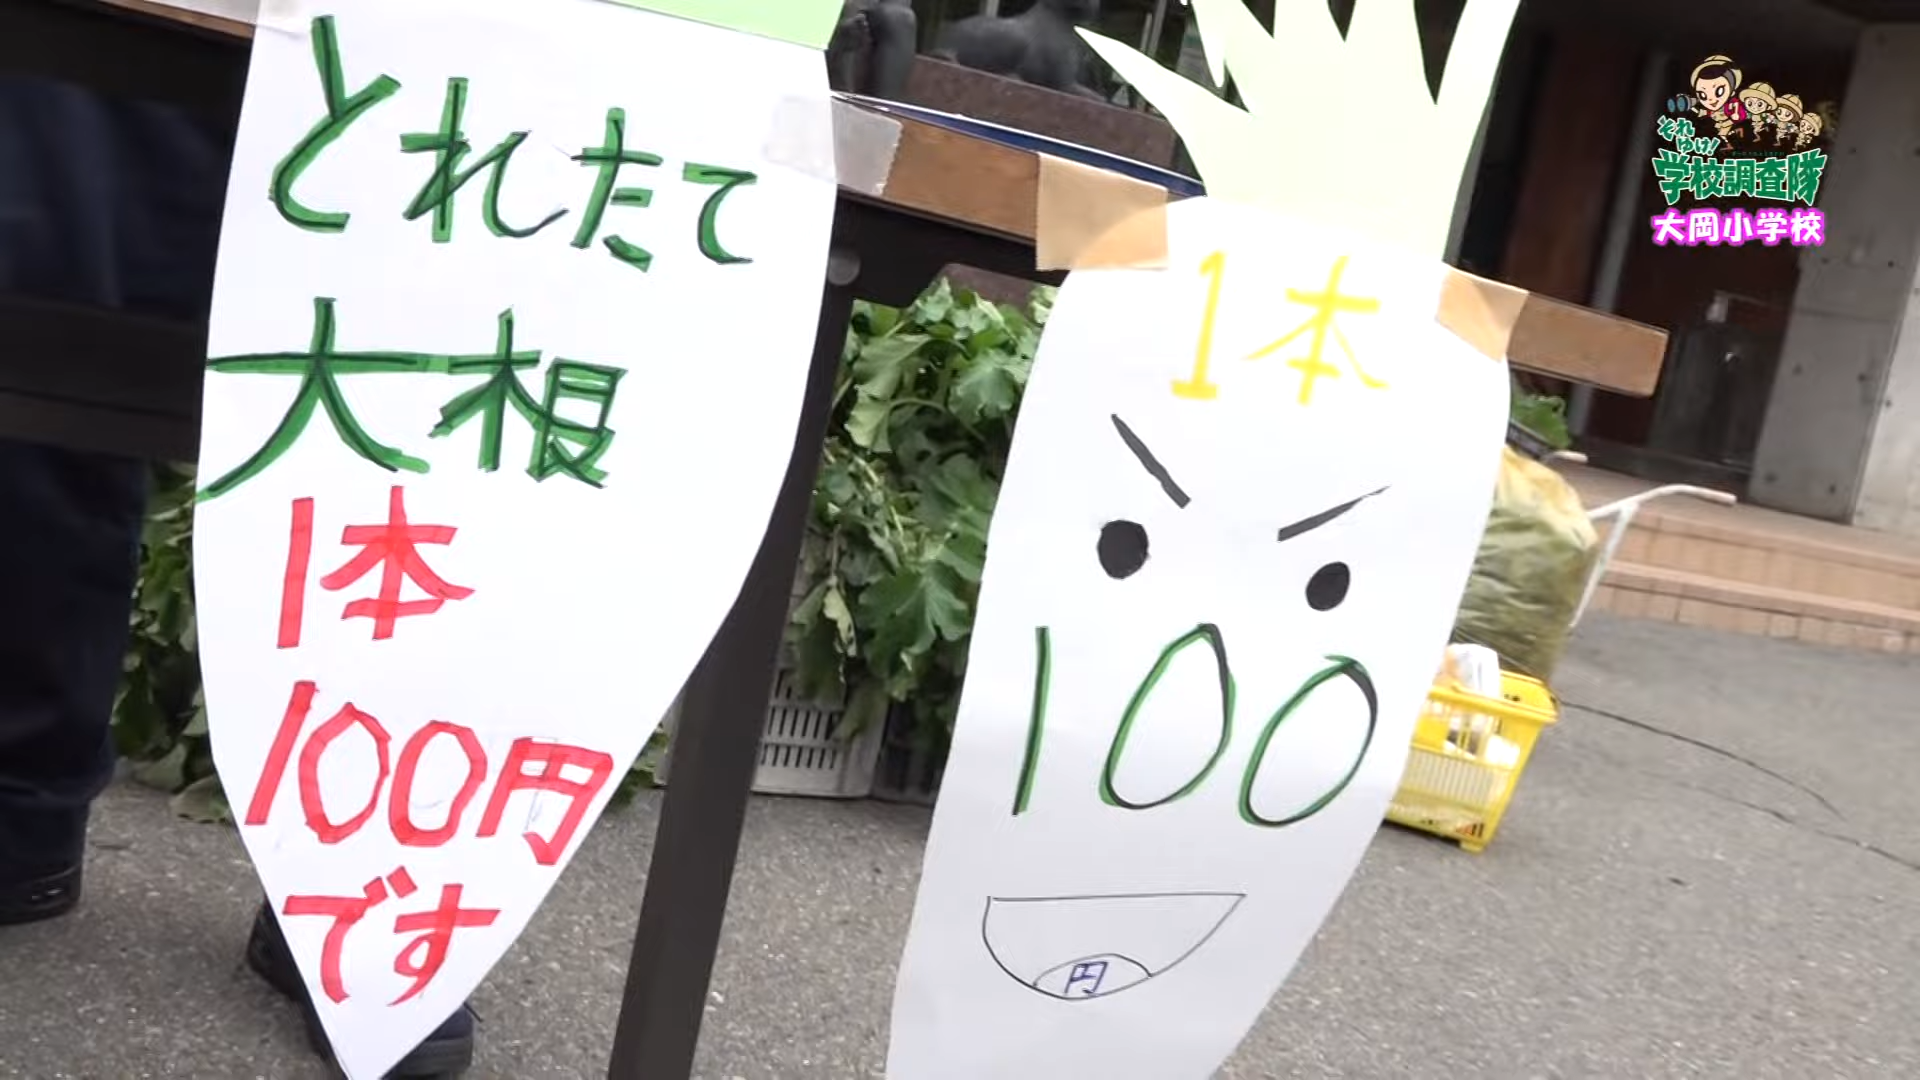 とれたて
大根
1本
100円
です
1本
100
円
それ
ゆけ!
学校調査隊
大岡小学校